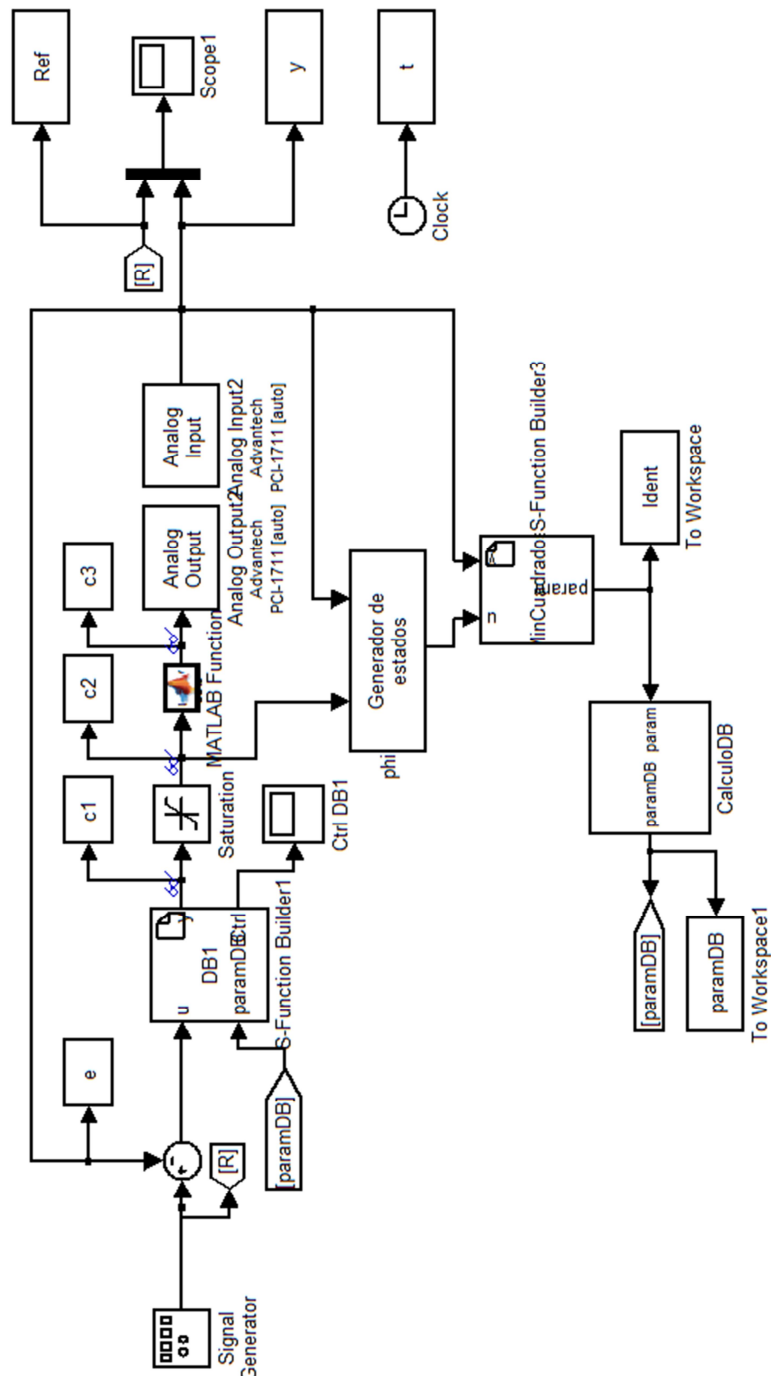 Signal
Generator
[R]
e
[paramDB]
u
y
DB1
paramDB
Ctrl
S-Function Builder1
c1
Saturation
Ctrl DB1
c2
MATLAB Function
c3
Analog
Output
Analog Output2
Advantech
PCI-1711 [auto]
Analog
Input
Analog Input2
Advantech
PCI-1711 [auto]
[R]
Ref
Scope1
y
t
Clock
Generador de
estados
phi
u
param
MinCuadrados
S-Function Builder3
Ident
To Workspace
paramDB param
CalculoDB
[paramDB]
paramDB
To Workspace1